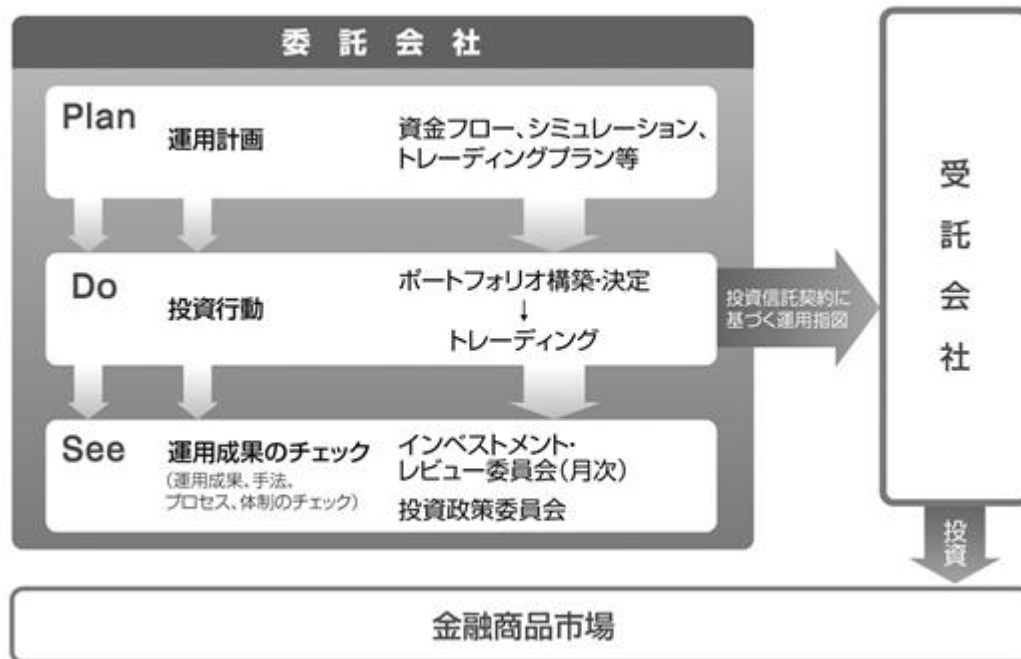 委託会社
Plan
運用計画
資金フロー、シミュレーション、
トレーディングプラン等
Do
投資行動
ポートフォリオ構築・決定
↓
トレーディング
See
運用成果のチェック
(運用成果、手法、
プロセス、体制のチェック)
インベストメント・
レビュー委員会(月次)
投資政策委員会
投資信託契約に
基づく運用指図
受託会社
投資
金融商品市場